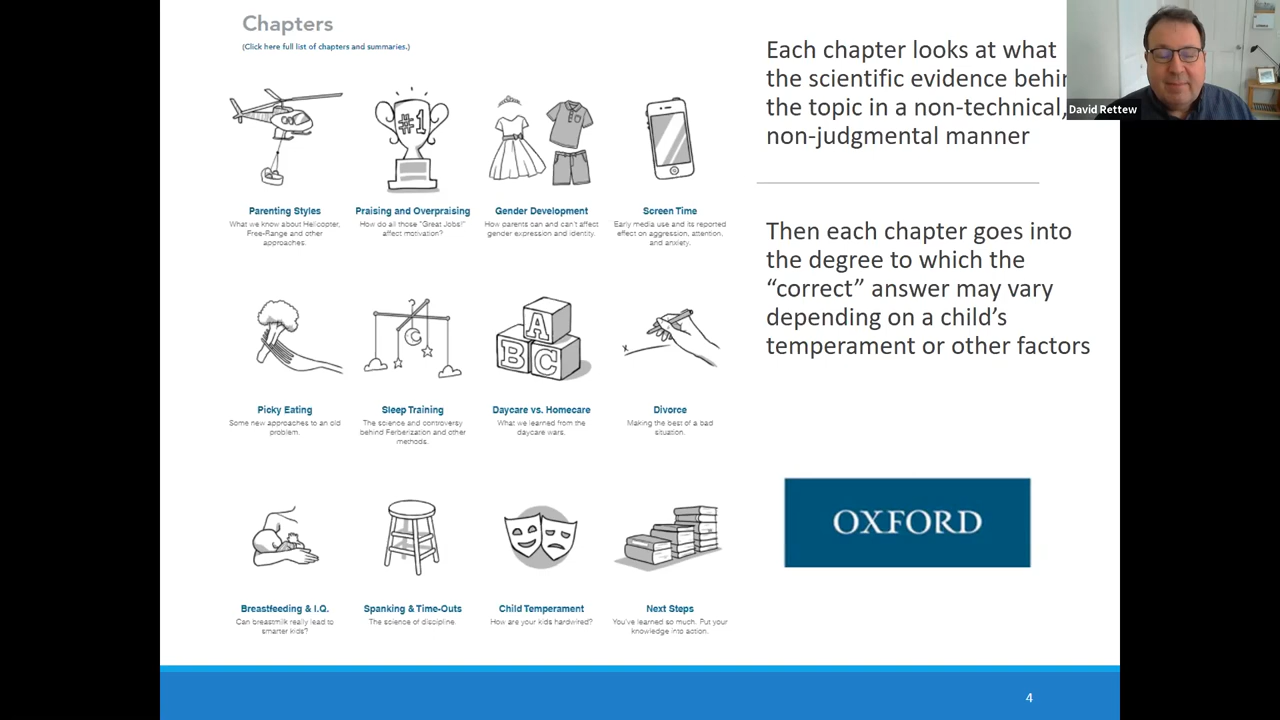 Chapters
(Click here full list of chapters and summaries.)
#1
Parenting Styles
What we know about Helicopter,
Free-Range and other
approaches.
Praising and Overpraising
How do all those "Great Jobs!"
affect motivation?
Gender Development
How parents can and can't affect
gender expression and identity.
Screen Time
Early media use and its reported
effect on aggression, attention,
and anxiety.
?
A
B C
x
Picky Eating
Some new approaches to an old
problem.
Sleep Training
The science and controversy
behind Ferberization and other
methods.
Daycare vs. Homecare
What we learned from the
daycare wars.
Divorce
Making the best of a bad
situation.
Breastfeeding & I.Q.
Can breastmilk really lead to
smarter kids?
Spanking & Time-Outs
The science of discipline.
Child Temperament
How are your kids hardwired?
Next Steps
You've learned so much. Put your
knowledge into action.
Each chapter looks at what
the scientific evidence behi
the topic in a non-technical,
non-judgmental manner
Then each chapter goes into
the degree to which the
“correct” answer may vary
depending on a child’s
temperament or other factors
OXFORD
David Rettew
4